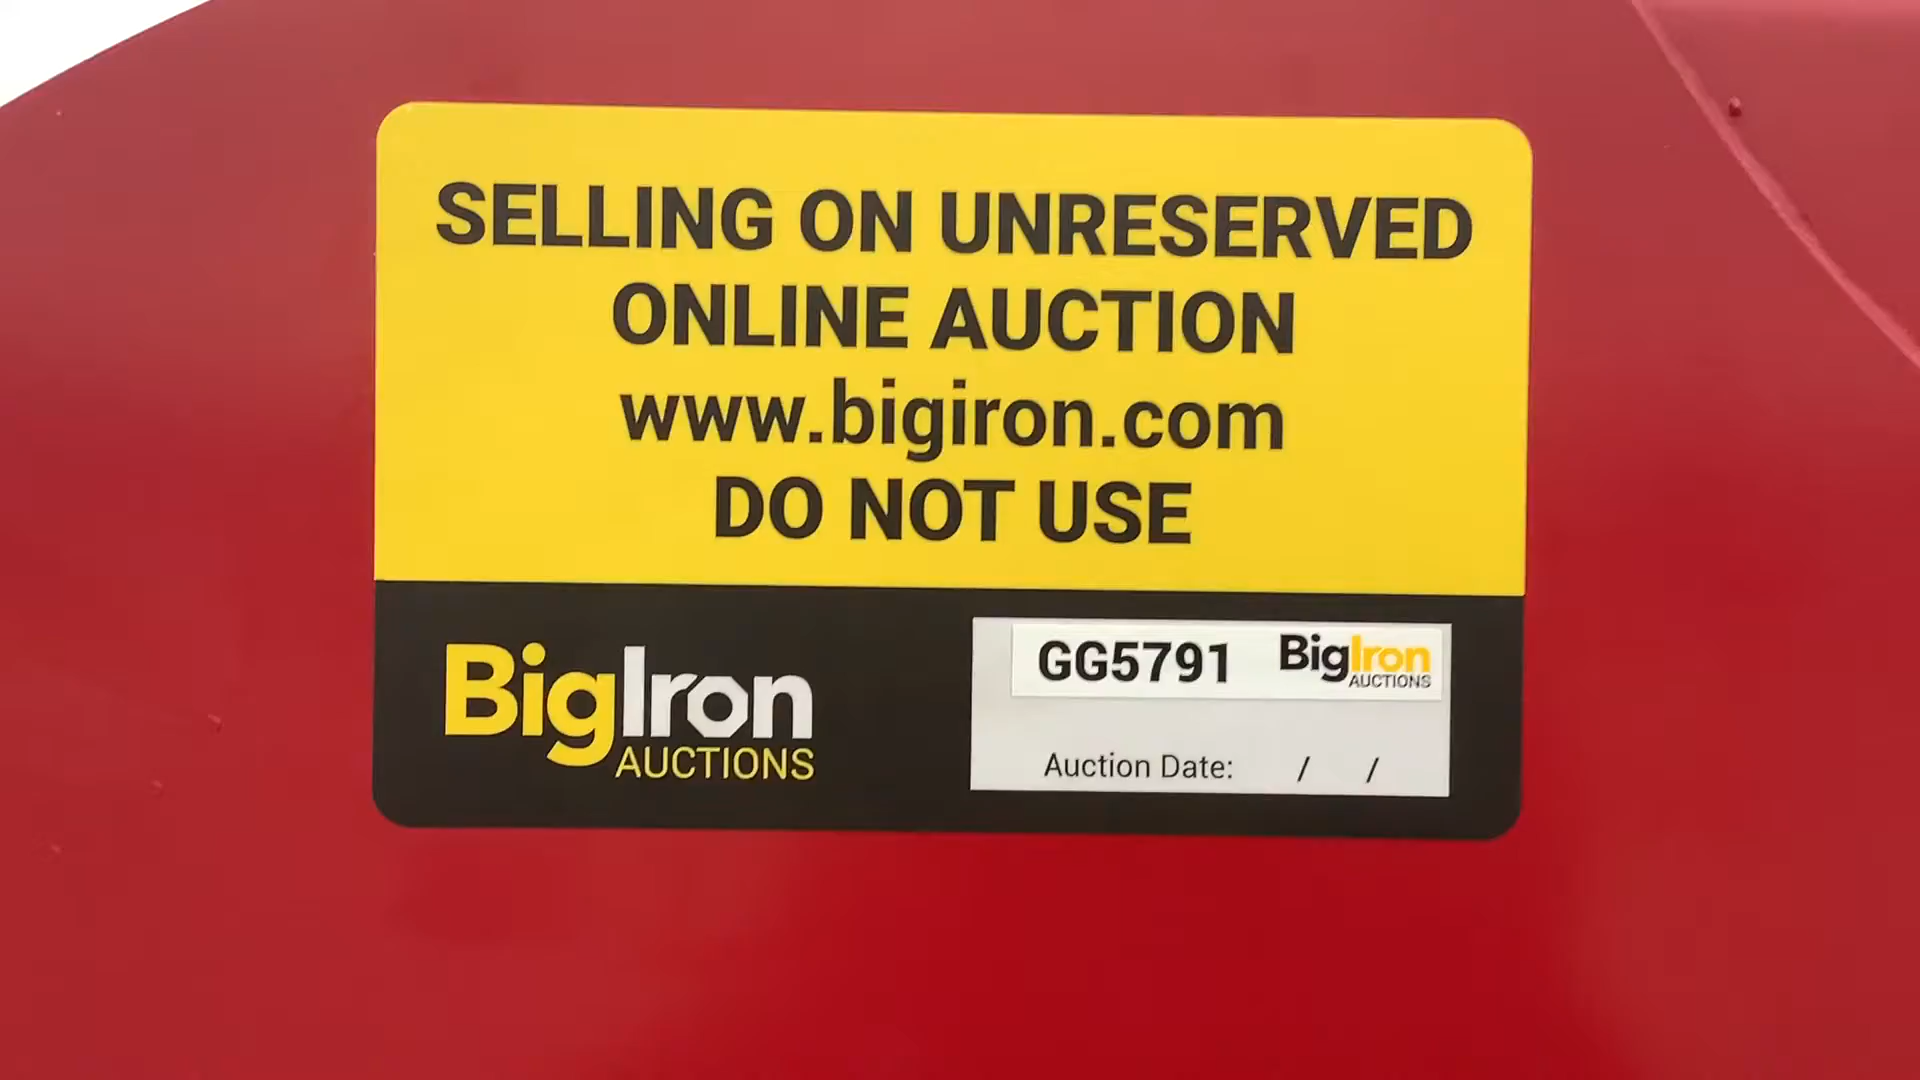 SELLING ON UNRESERVED
ONLINE AUCTION
www.bigiron.com
DO NOT USE
BigIron
AUCTIONS
GG5791 BigIron
AUCTIONS
Auction Date: / /